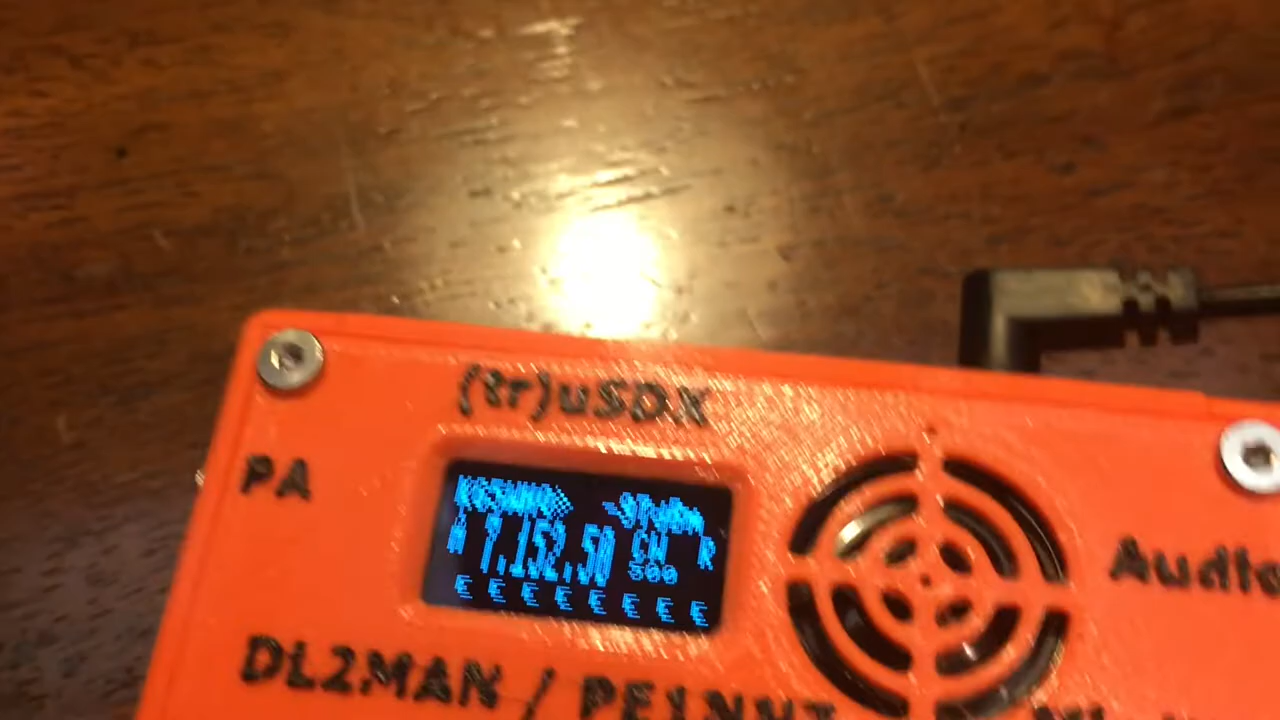 (tr)uSDX
PA
7.152.50 CW R
500
E E E E E E E E
Audio
DL2MAN / PE1NNZ